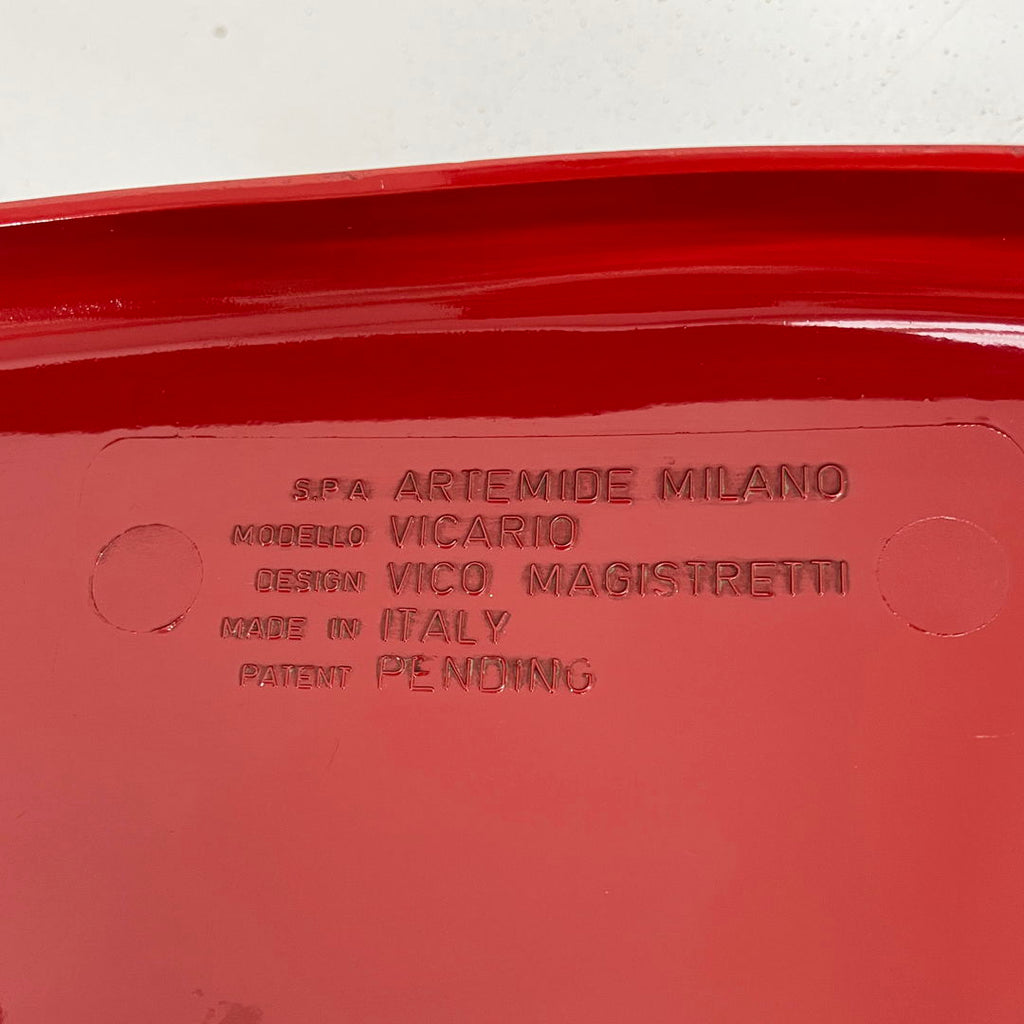 S.P.A ARTEMIDE MILANO
MODELLO VICARIO
DESIGN VICO MAGISTRETTI
MADE IN ITALY
PATENT PENDING